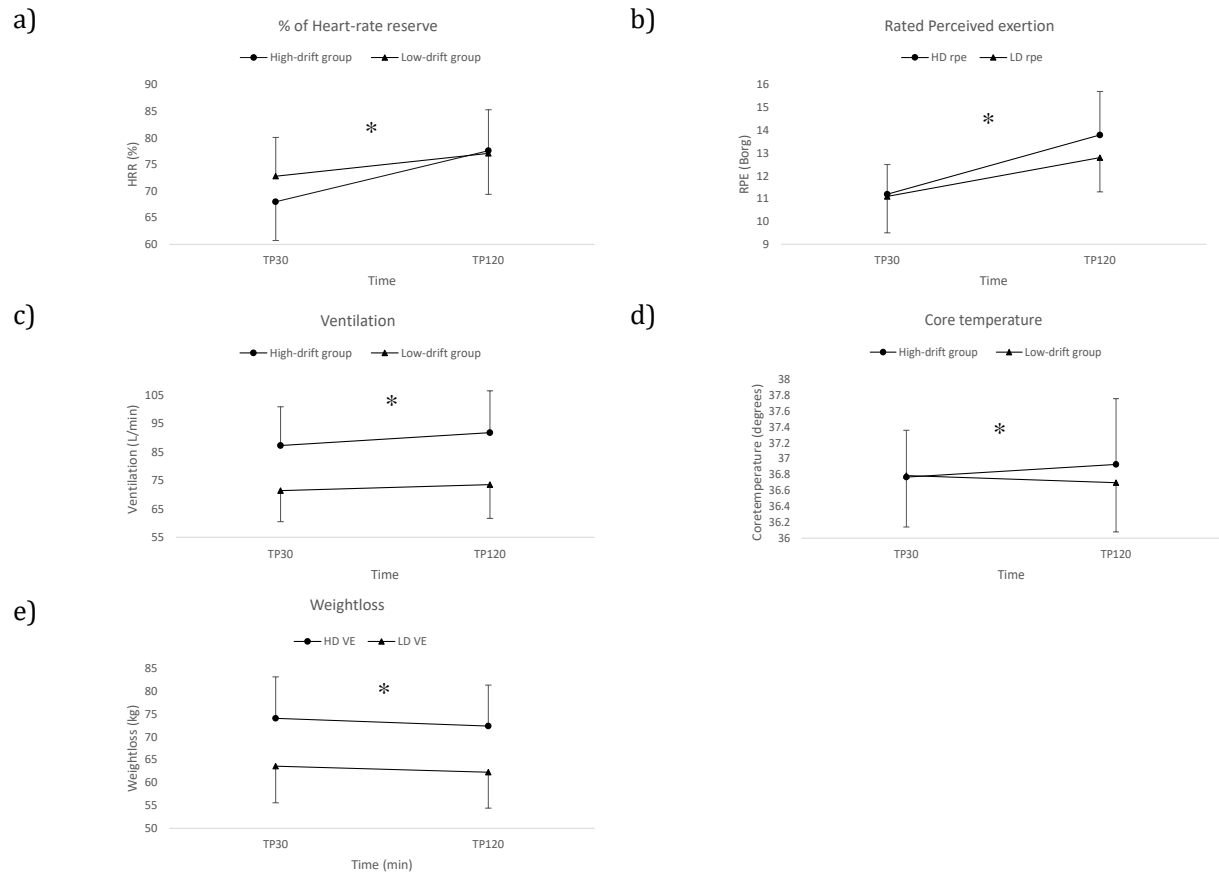 a)
% of Heart-rate reserve
High-drift group Low-drift group
HRR (%)
90
85
80
75
70
65
60
*
TP30 TP120
Time
b)
Rated Perceived exertion
HD rpe LD rpe
RPE (Borg)
16
15
14
13
12
11
10
9
*
TP30 TP120
Time
c)
Ventilation
High-drift group Low-drift group
Ventilation (L/min)
105
95
85
75
65
55
*
TP30 TP120
Time
d)
Core temperature
High-drift group Low-drift group
Coretemperature (degrees)
38
37.8
37.6
37.4
37.2
37
36.8
36.6
36.4
36.2
36
*
TP30 TP120
Time
e)
Weightloss
HD VE LD VE
Weightloss (kg)
85
80
75
70
65
60
55
50
*
TP30 TP120
Time (min)